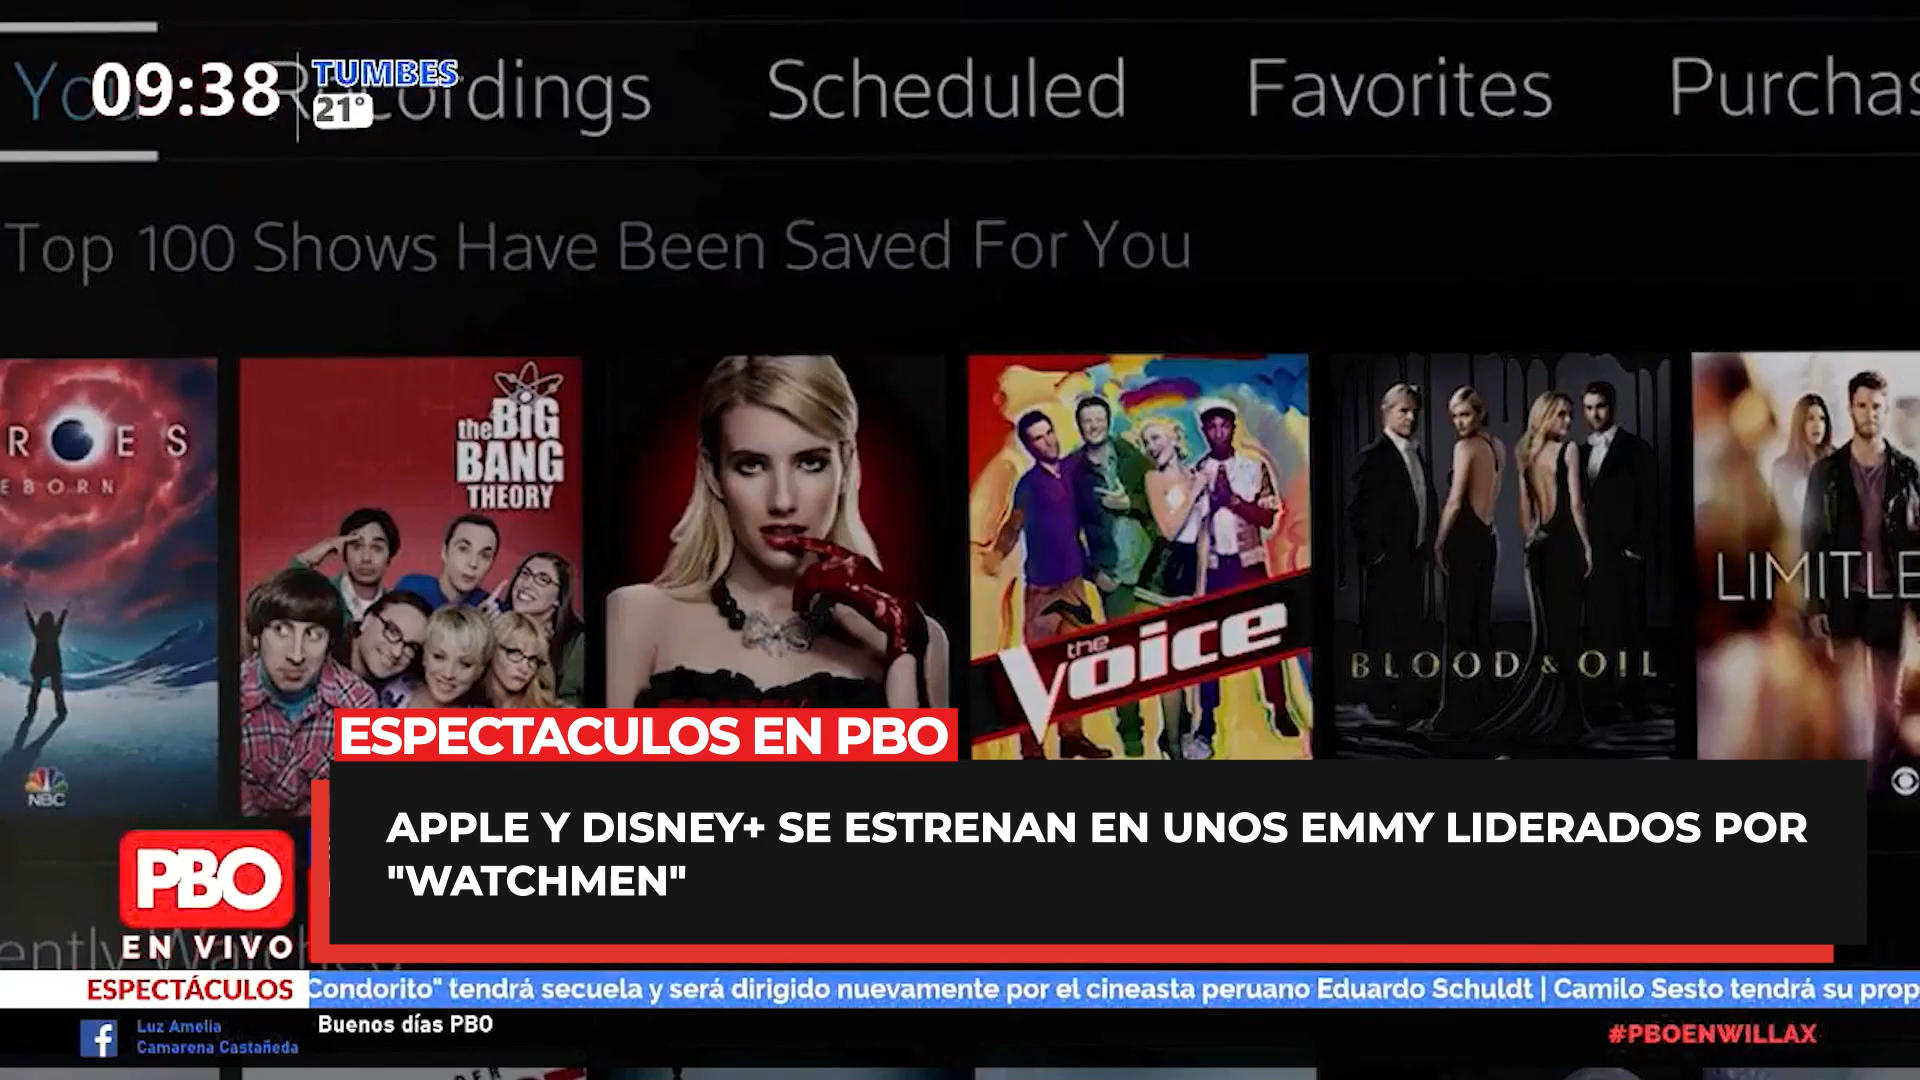 09:38
TUMBES
21°
Recordings
Scheduled
Favorites
Top 100 Shows Have Been Saved For You
the BIG
BANG
THEORY
the
Voice
BLOOD & OIL
NBC
ESPECTACULOS EN PBO
APPLE Y DISNEY+ SE ESTRENAN EN UNOS EMMY LIDERADOS POR
"WATCHMEN"
PBO
EN VIVO
ESPECTÁCULOS
Condorito" tendrá secuela y será dirigido nuevamente por el cineasta peruano Eduardo Schuldt | Camilo Sesto tendrá su prop
Luz Amelia
Camarena Castañeda
Buenos días PBO
#PBOENWILLAX